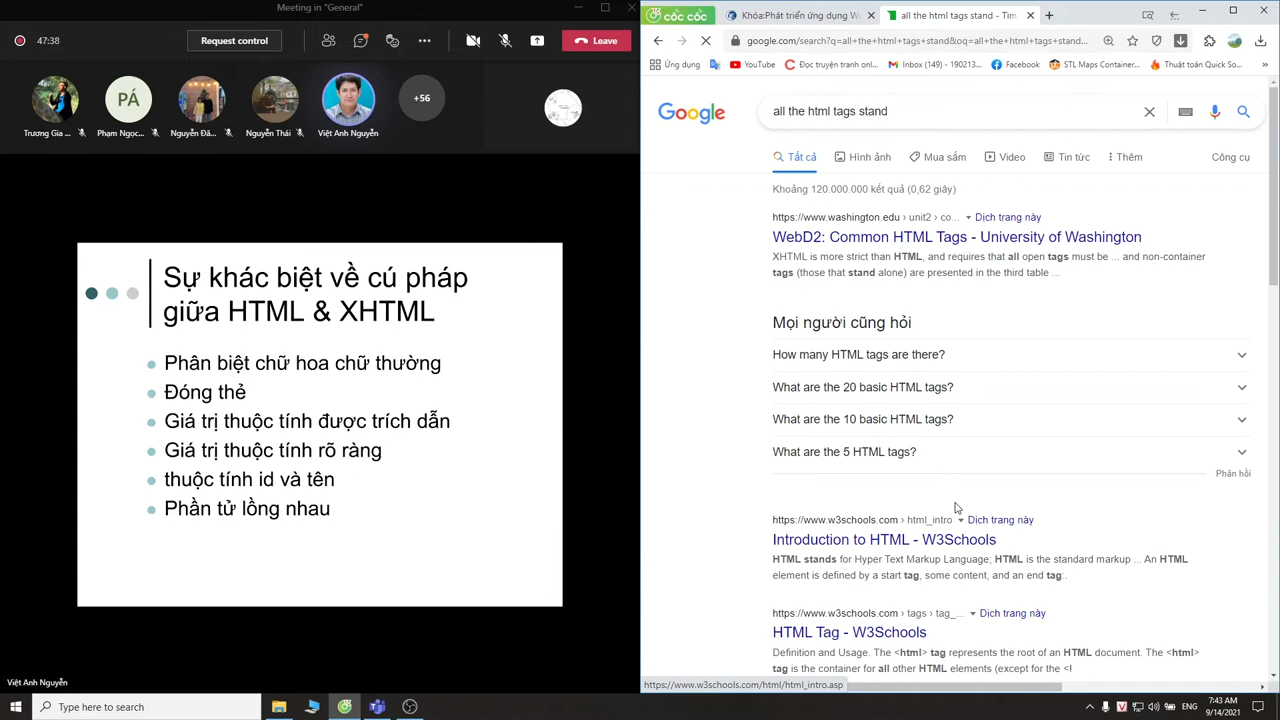 Meeting in "General"
47:38
Request control
Leave
Trương Gia ...
PÁ
Phạm Ngọc...
Nguyễn Đă...
Nguyễn Thái
Việt Anh Nguyễn
+56
Sự khác biệt về cú pháp
giữa HTML & XHTML
Phân biệt chữ hoa chữ thường
Đóng thẻ
Giá trị thuộc tính được trích dẫn
Giá trị thuộc tính rõ ràng
thuộc tính id và tên
Phần tử lồng nhau
Việt Anh Nguyễn
cốc cốc
Khóa:Phát triển ứng dụng We
all the html tags stand - Tìm
google.com/search?q=all+the+html+tags+stand&oq=all+the+html+tags+stand...
Ứng dụng
YouTube
Đọc truyện tranh onl...
Inbox (149) - 190213...
Facebook
STL Maps Container...
Thuật toán Quick So...
Google
all the html tags stand
Tất cả
Hình ảnh
Mua sắm
Video
Tin tức
Thêm
Công cụ
Khoảng 120.000.000 kết quả (0,62 giây)
https://www.washington.edu › unit2 › co... Dịch trang này
WebD2: Common HTML Tags - University of Washington
XHTML is more strict than HTML, and requires that all open tags must be ... and non-container
tags (those that stand alone) are presented in the third table ...
Mọi người cũng hỏi
How many HTML tags are there?
What are the 20 basic HTML tags?
What are the 10 basic HTML tags?
What are the 5 HTML tags?
Phản hồi
https://www.w3schools.com › html_intro Dịch trang này
Introduction to HTML - W3Schools
HTML stands for Hyper Text Markup Language; HTML is the standard markup ... An HTML
element is defined by a start tag, some content, and an end tag:.
https://www.w3schools.com › tags › tag_... Dịch trang này
HTML Tag - W3Schools
Definition and Usage. The <html> tag represents the root of an HTML document. The <html>
tag is the container for all other HTML elements (except for the <!
https://www.w3schools.com/html/html_intro.asp
Type here to search
V
ENG
7:43 AM
9/14/2021